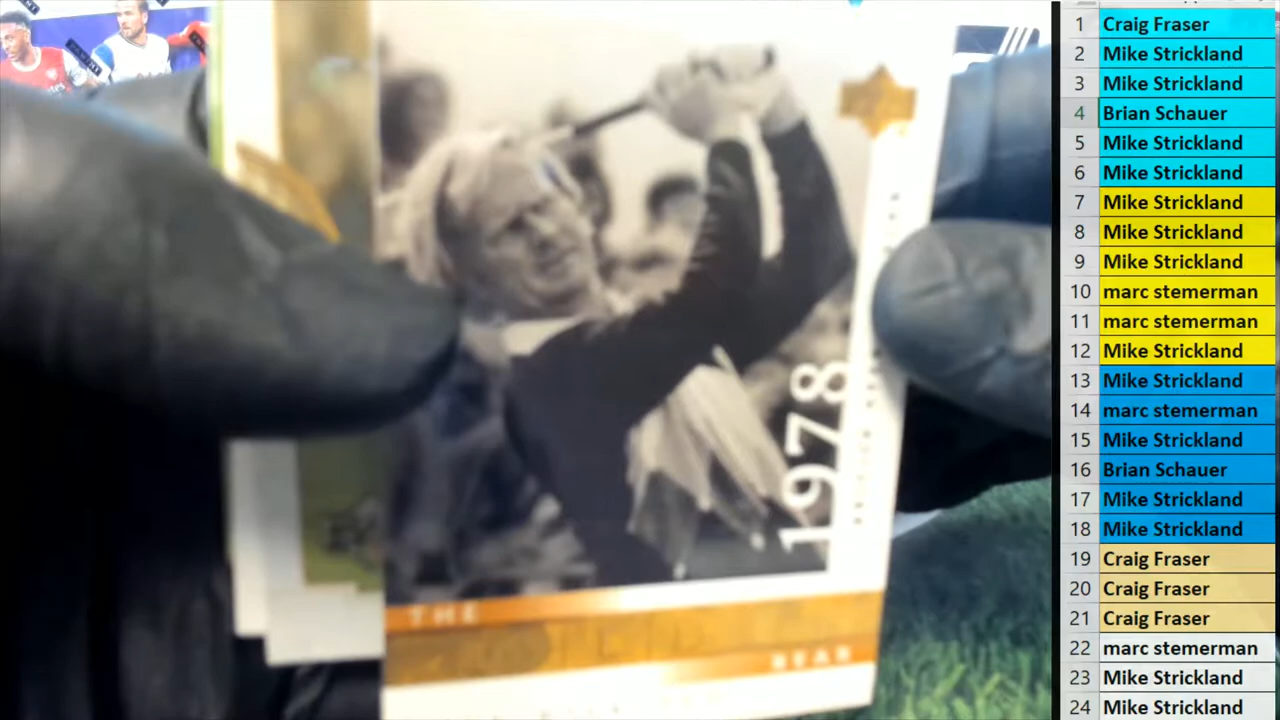 1978
THE
GOLDEN
BEAR
1 Craig Fraser
2 Mike Strickland
3 Mike Strickland
4 Brian Schauer
5 Mike Strickland
6 Mike Strickland
7 Mike Strickland
8 Mike Strickland
9 Mike Strickland
10 marc stemerman
11 marc stemerman
12 Mike Strickland
13 Mike Strickland
14 marc stemerman
15 Mike Strickland
16 Brian Schauer
17 Mike Strickland
18 Mike Strickland
19 Craig Fraser
20 Craig Fraser
21 Craig Fraser
22 marc stemerman
23 Mike Strickland
24 Mike Strickland